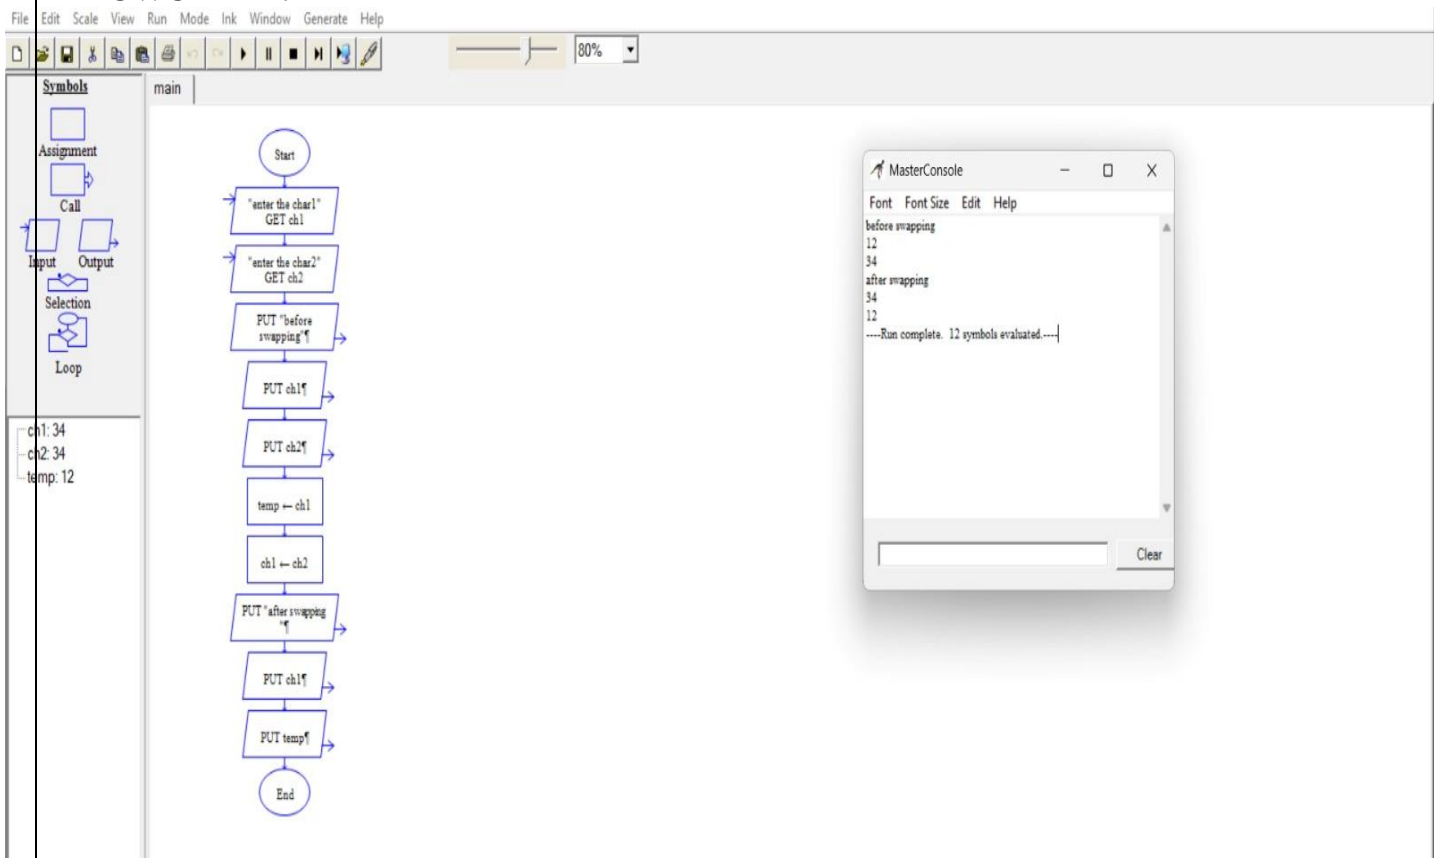 File Edit Scale View Run Mode Ink Window Generate Help
80%
Symbols
Assignment
Call
Input Output
Selection
Loop
ch1: 34
ch2: 34
temp: 12
main
Start
"enter the char1"
GET ch1
"enter the char2"
GET ch2
PUT "before
swapping"¶
PUT ch1¶
PUT ch2¶
temp ← ch1
ch1 ← ch2
PUT "after swapping
"¶
PUT ch1¶
PUT temp¶
End
MasterConsole
Font Font Size Edit Help
before swapping
12
34
after swapping
34
12
----Run complete. 12 symbols evaluated.----
Clear